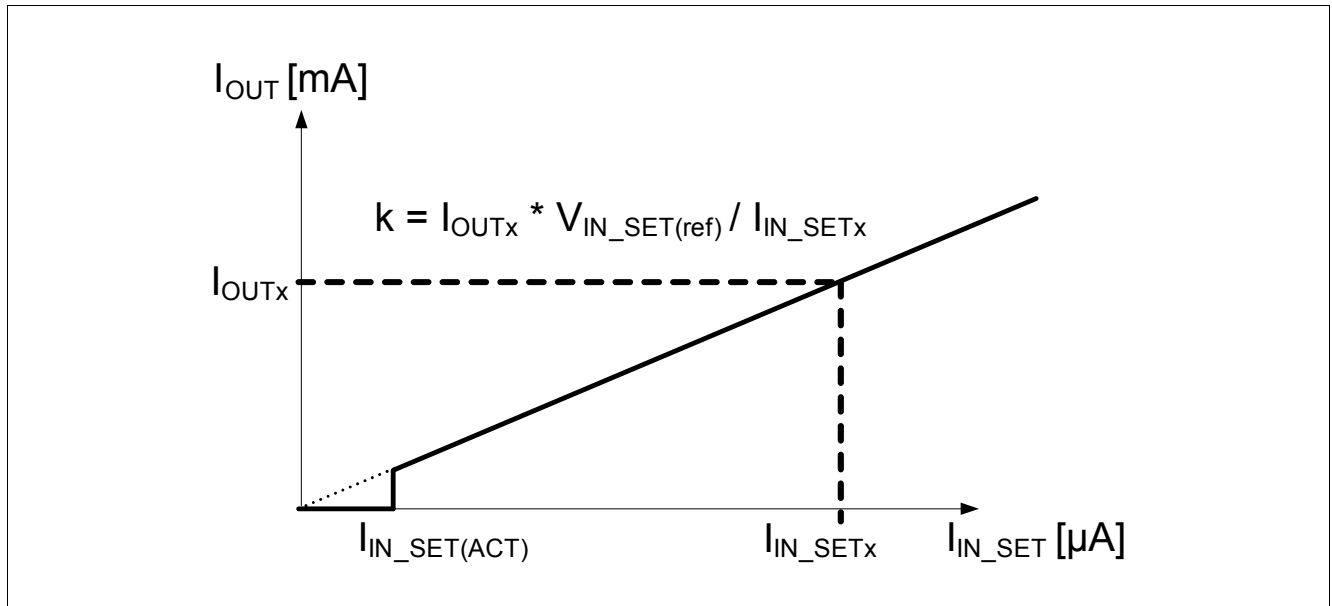 I_OUT [mA]
k = I_OUTx * V_IN_SET(ref) / I_IN_SETx
I_OUTx
I_IN_SET(ACT)
I_IN_SETx
I_IN_SET [µA]